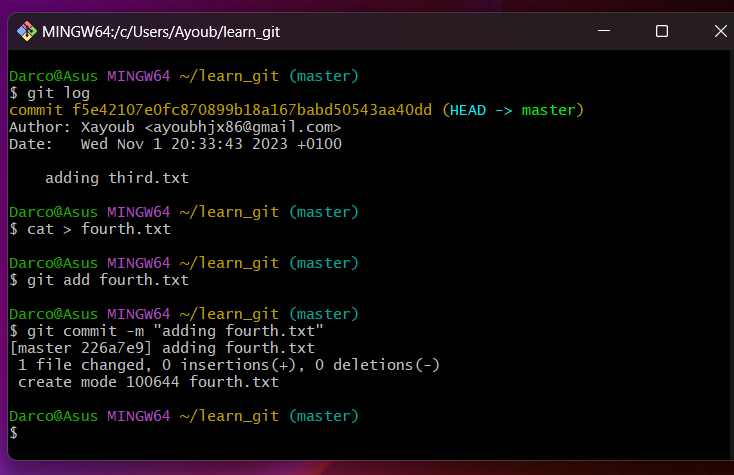 MINGW64:/c/Users/Ayoub/learn_git
Darco@Asus MINGW64 ~/learn_git (master)
$ git log
commit f5e42107e0fc870899b18a167babd50543aa40dd (HEAD -> master)
Author: Xayoub <ayoubhjx86@gmail.com>
Date:   Wed Nov 1 20:33:43 2023 +0100
    adding third.txt
Darco@Asus MINGW64 ~/learn_git (master)
$ cat > fourth.txt
Darco@Asus MINGW64 ~/learn_git (master)
$ git add fourth.txt
Darco@Asus MINGW64 ~/learn_git (master)
$ git commit -m "adding fourth.txt"
[master 226a7e9] adding fourth.txt
 1 file changed, 0 insertions(+), 0 deletions(-)
 create mode 100644 fourth.txt
Darco@Asus MINGW64 ~/learn_git (master)
$